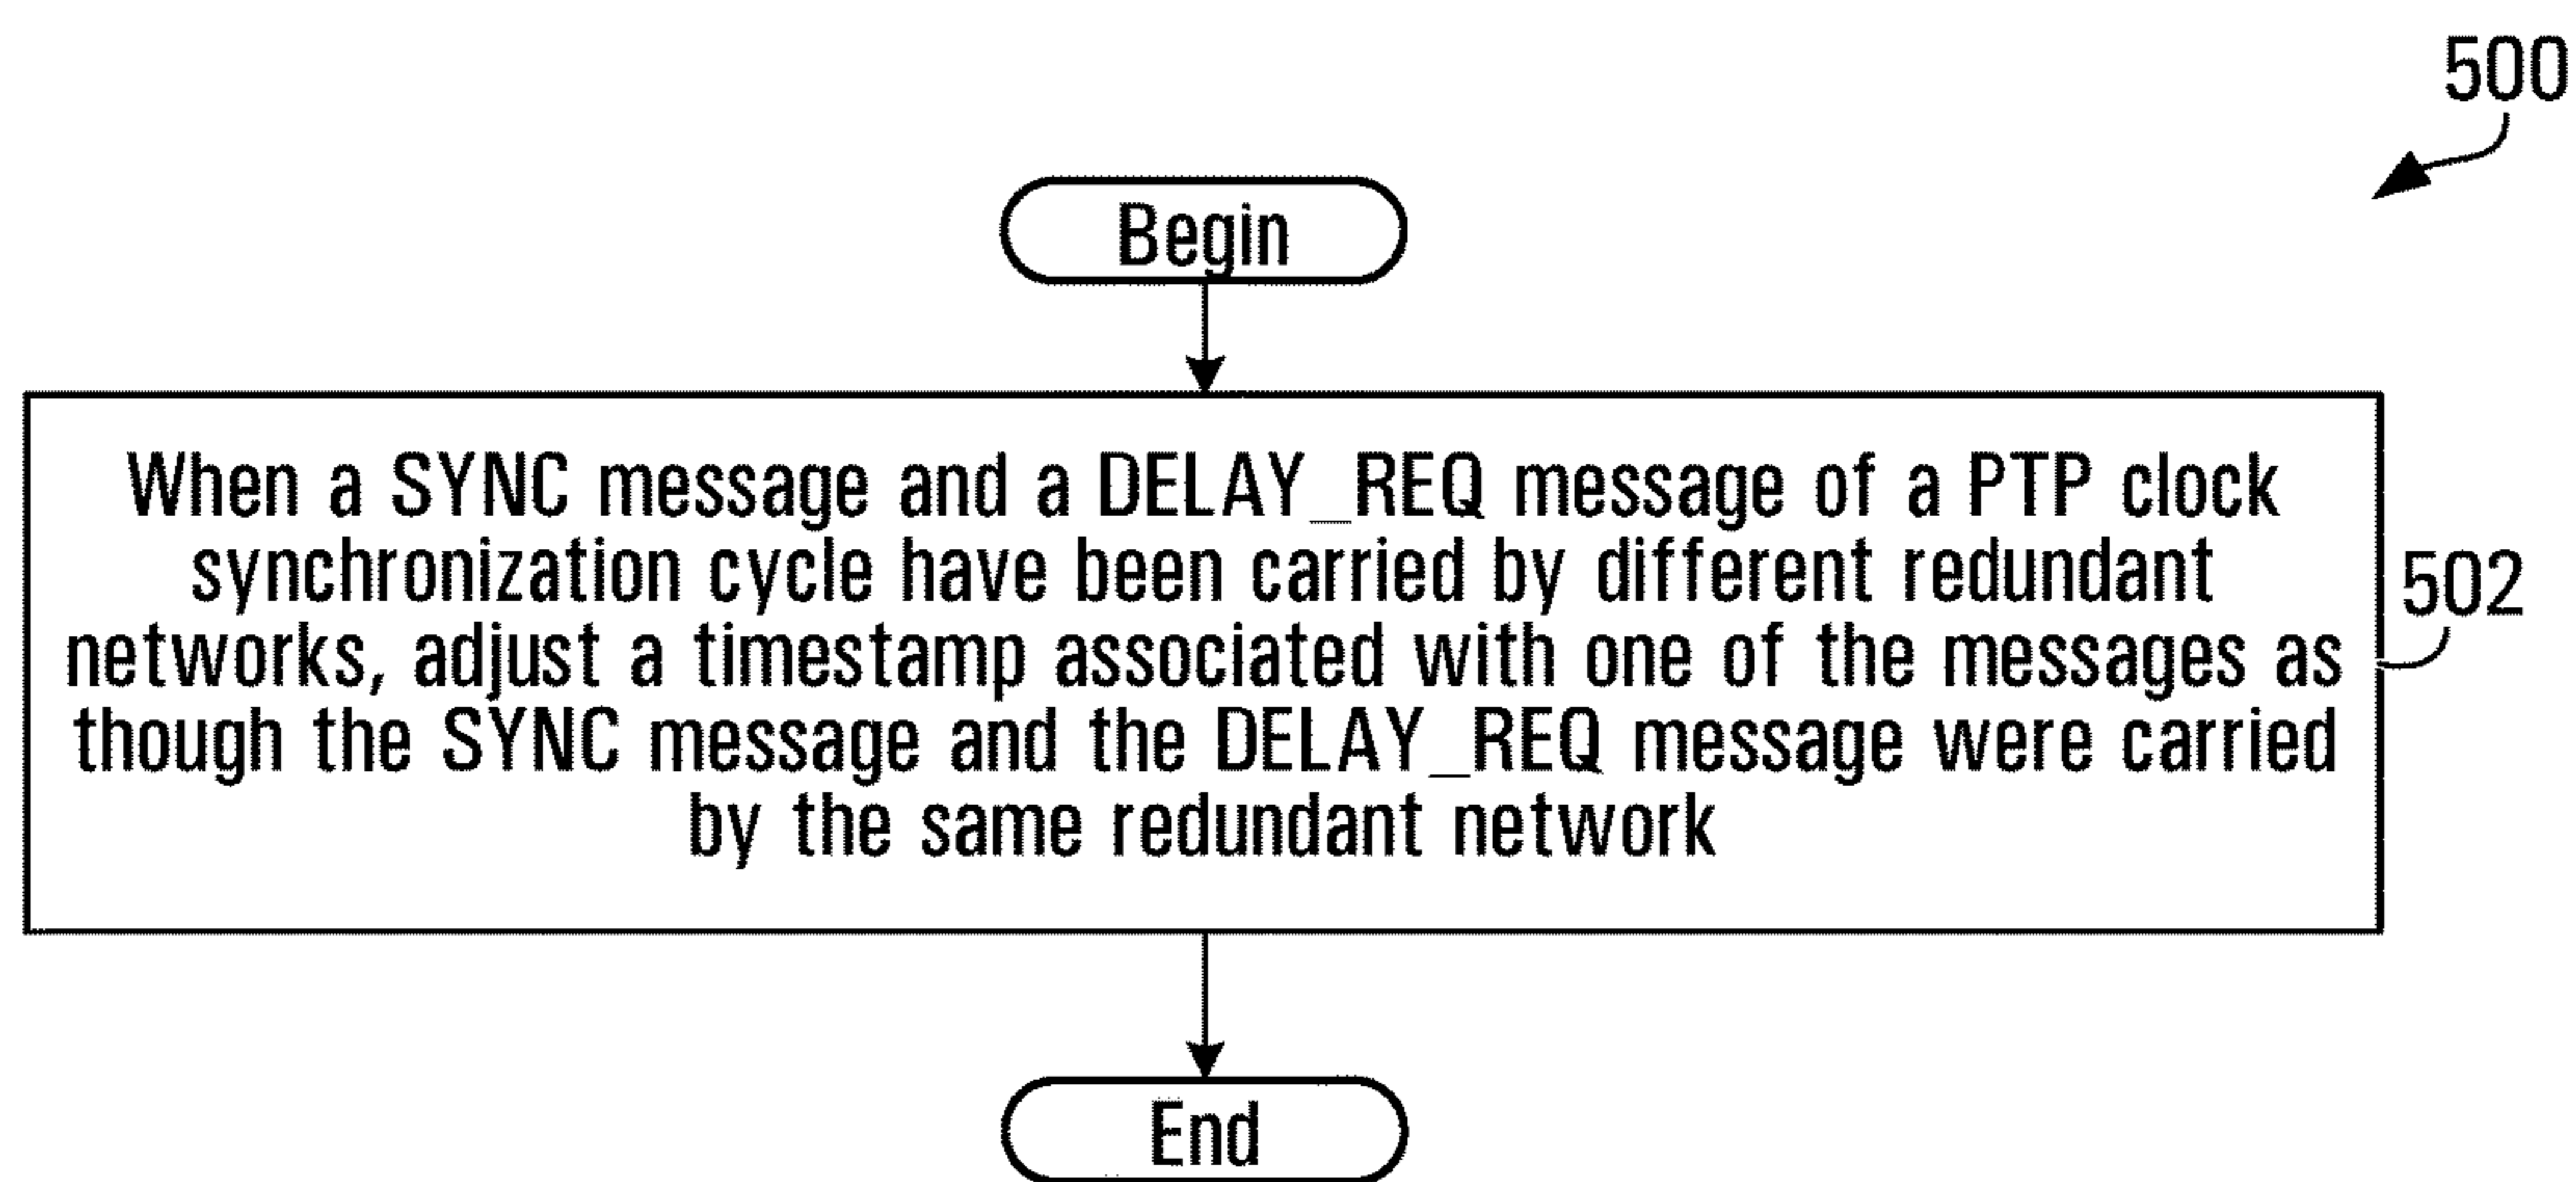 500
Begin
When a SYNC message and a DELAY_REQ message of a PTP clock
synchronization cycle have been carried by different redundant
networks, adjust a timestamp associated with one of the messages as
though the SYNC message and the DELAY_REQ message were carried
by the same redundant network
502
End